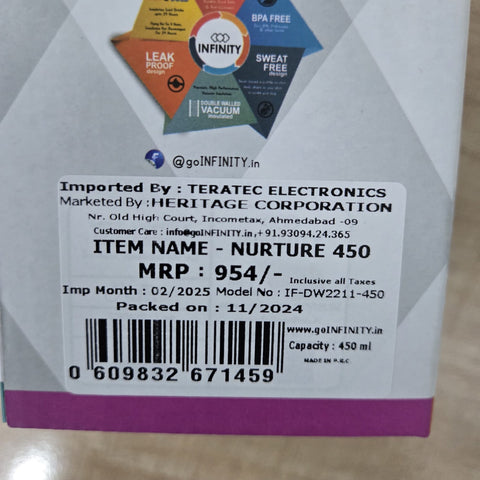 BPA FREE
LEAK
PROOF
design
INFINITY
SWEAT
FREE
design
DOUBLE WALLED
VACUUM
insulated
@goINFINITY.in
Imported By : TERATEC ELECTRONICS
Marketed By : HERITAGE CORPORATION
Nr. Old High Court, Incometax, Ahmedabad -09
Customer Care : info@goINFINITY.in,+91.93094.24.365
ITEM NAME - NURTURE 450
MRP : 954/- Inclusive all Taxes
Imp Month : 02/2025 Model No : IF-DW2211-450
Packed on : 11/2024
www.goINFINITY.in
Capacity : 450 ml
MADE IN P.R.C
0 609832 671459